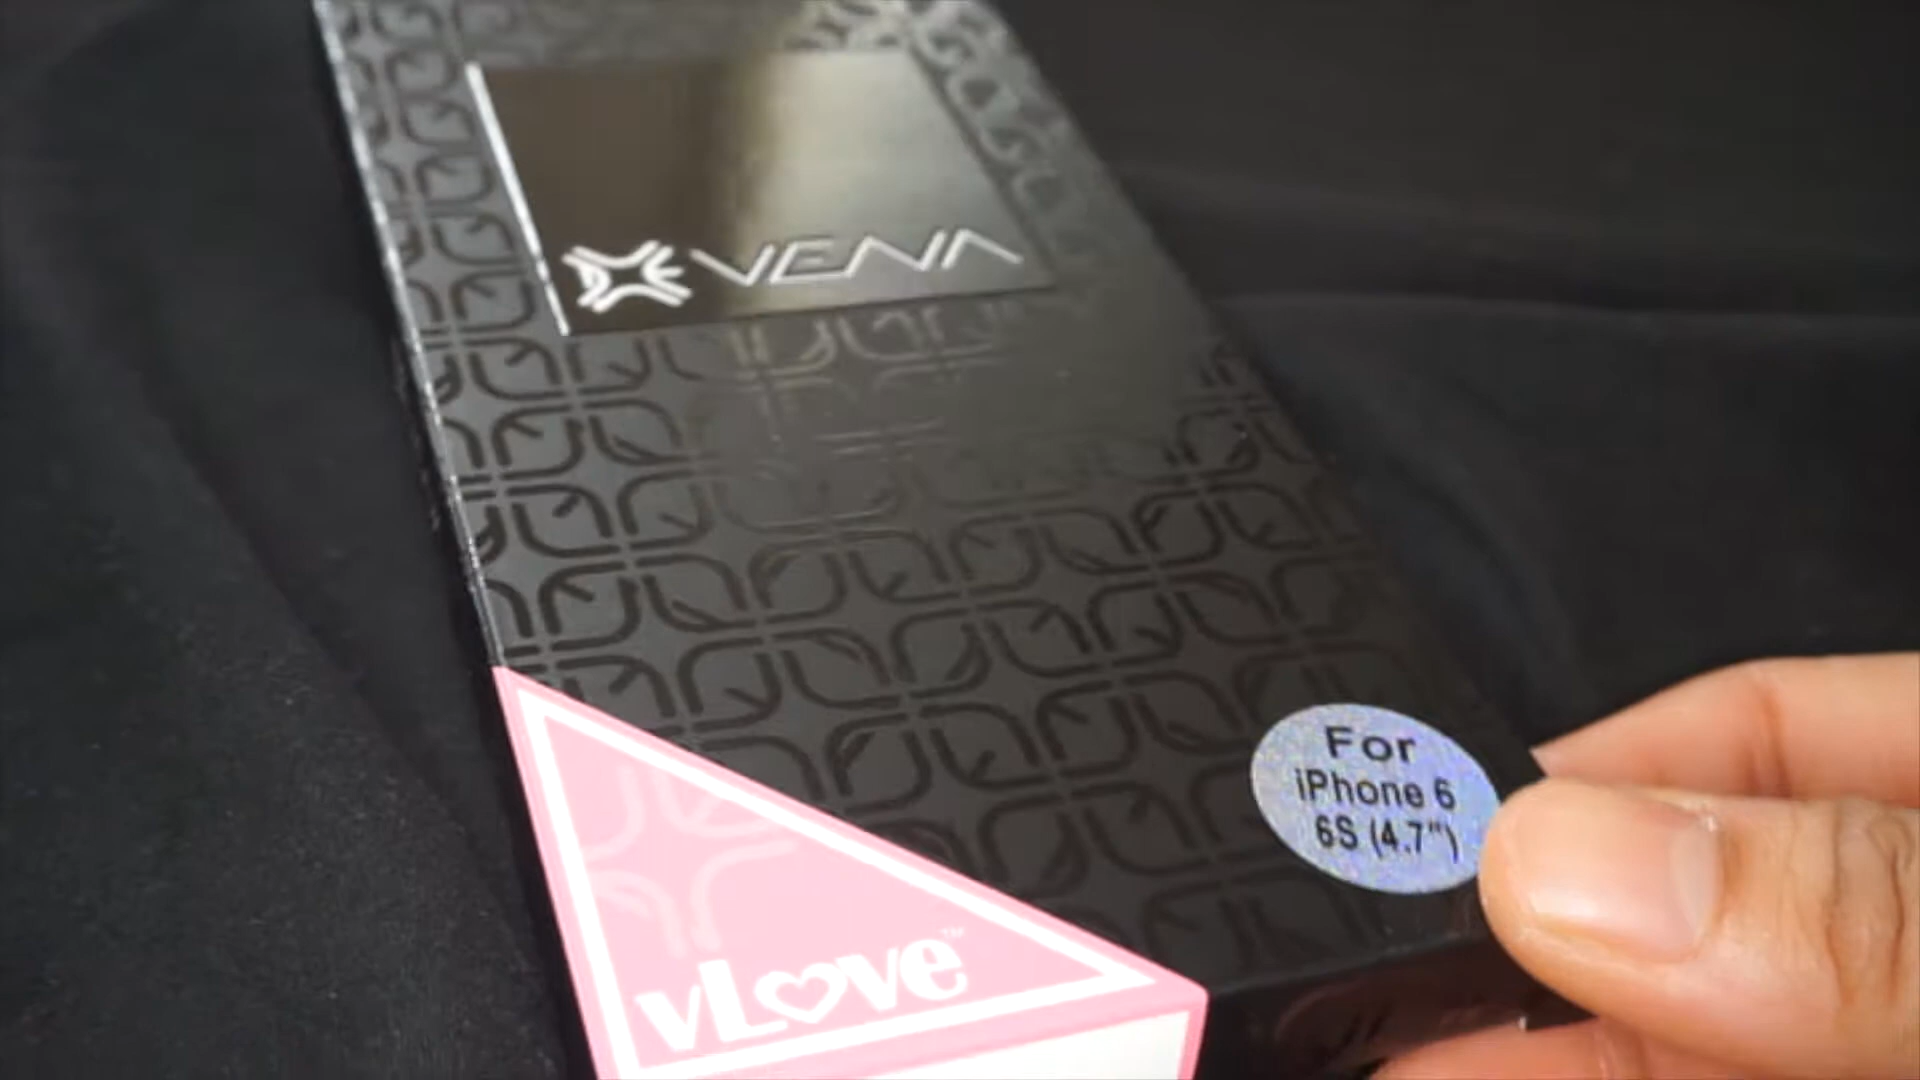 VENA
For
iPhone 6
6S (4.7")
vLove™